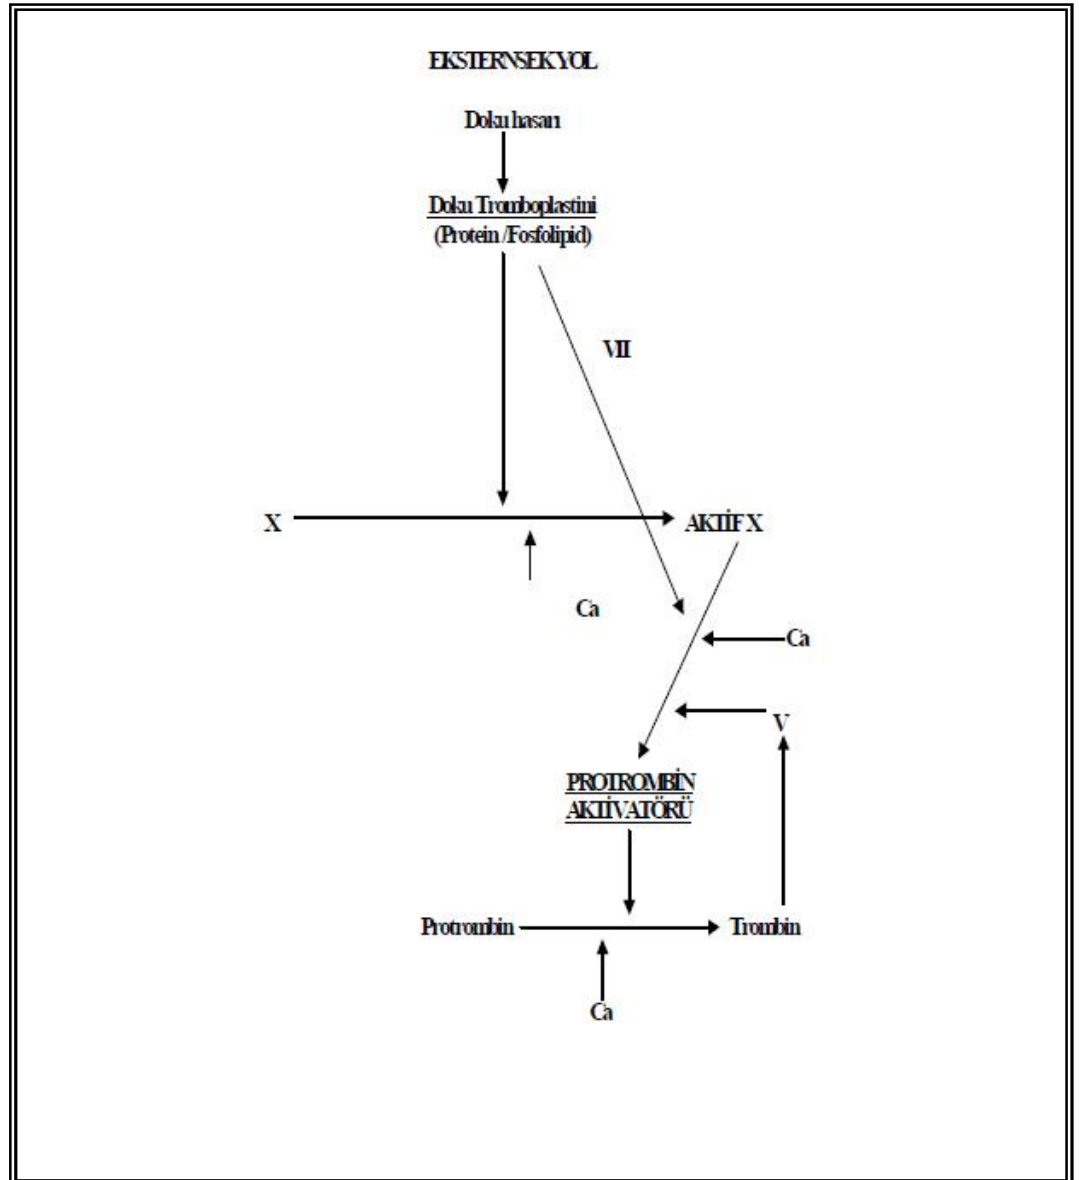 EKSTERNSEK YOL
Doku hasarı
Doku Tromboplastini
(Protein /Fosfolipid)
VII
X
AKTİF X
Ca
Ca
V
PROTROMBİN
AKTİVATÖRÜ
Protrombin
Trombin
Ca